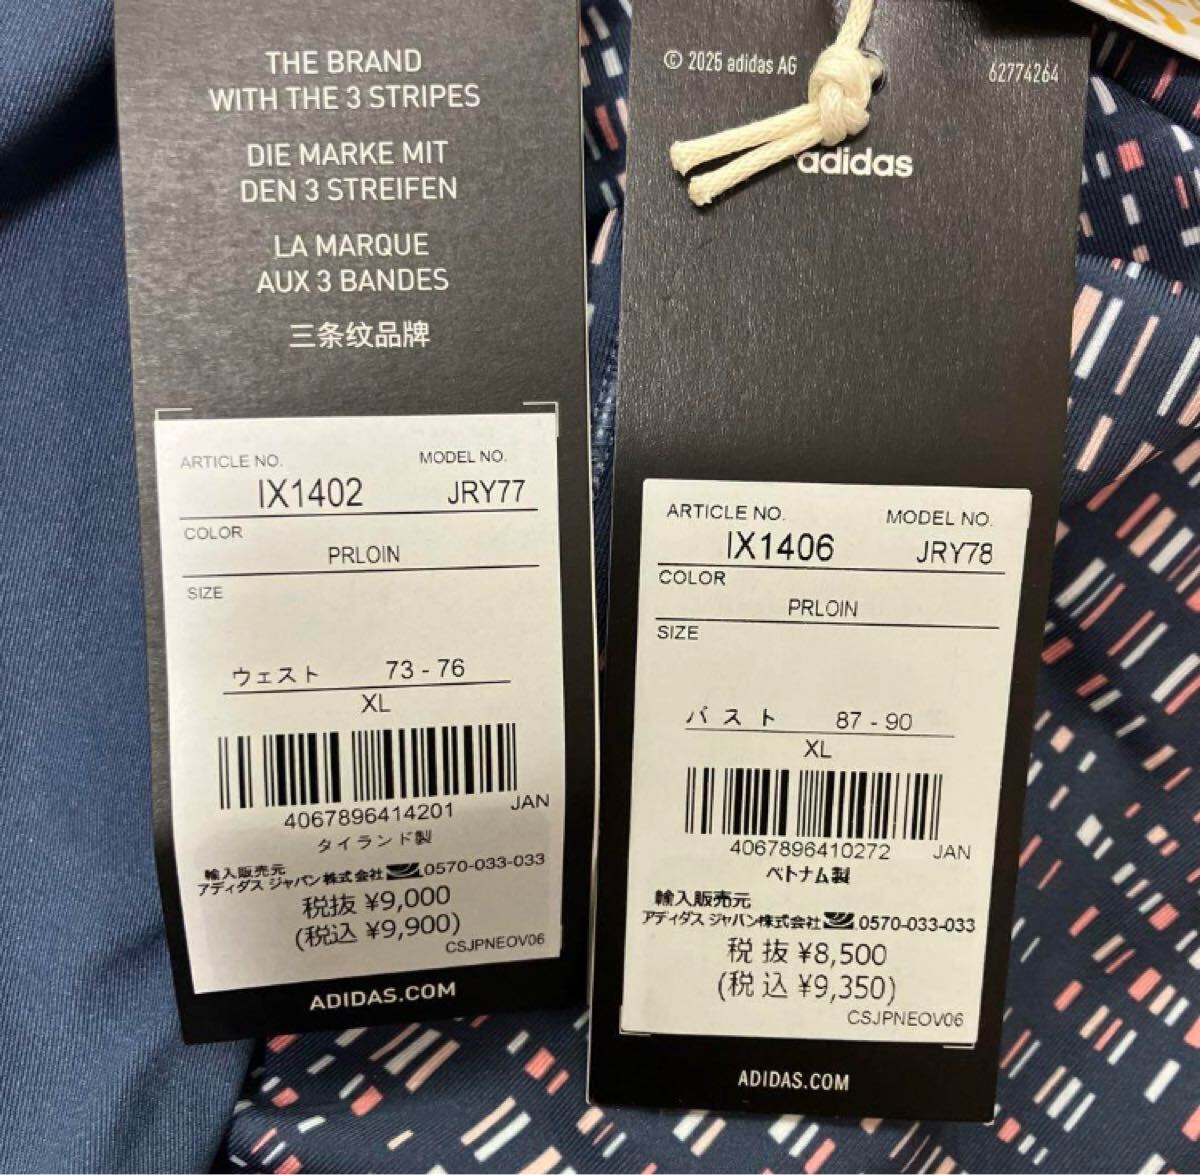 THE BRAND
WITH THE 3 STRIPES
DIE MARKE MIT
DEN 3 STREIFEN
LA MARQUE
AUX 3 BANDES
三条纹品牌
ARTICLE NO. MODEL NO.
IX1402 JRY77
COLOR
PRLOIN
SIZE
ウェスト 73 - 76
XL
4067896414201 JAN
タイランド製
輸入販売元
アディダス ジャパン株式会社 0570-033-033
税抜 ¥9,000
(税込 ¥9,900)
CSJPNEOV06
ADIDAS.COM
© 2025 adidas AG 62774264
adidas
ARTICLE NO. MODEL NO.
IX1406 JRY78
COLOR
PRLOIN
SIZE
バスト 87 - 90
XL
4067896410272 JAN
ベトナム製
輸入販売元
アディダス ジャパン株式会社 0570-033-033
税抜 ¥8,500
(税込 ¥9,350)
CSJPNEOV06
ADIDAS.COM